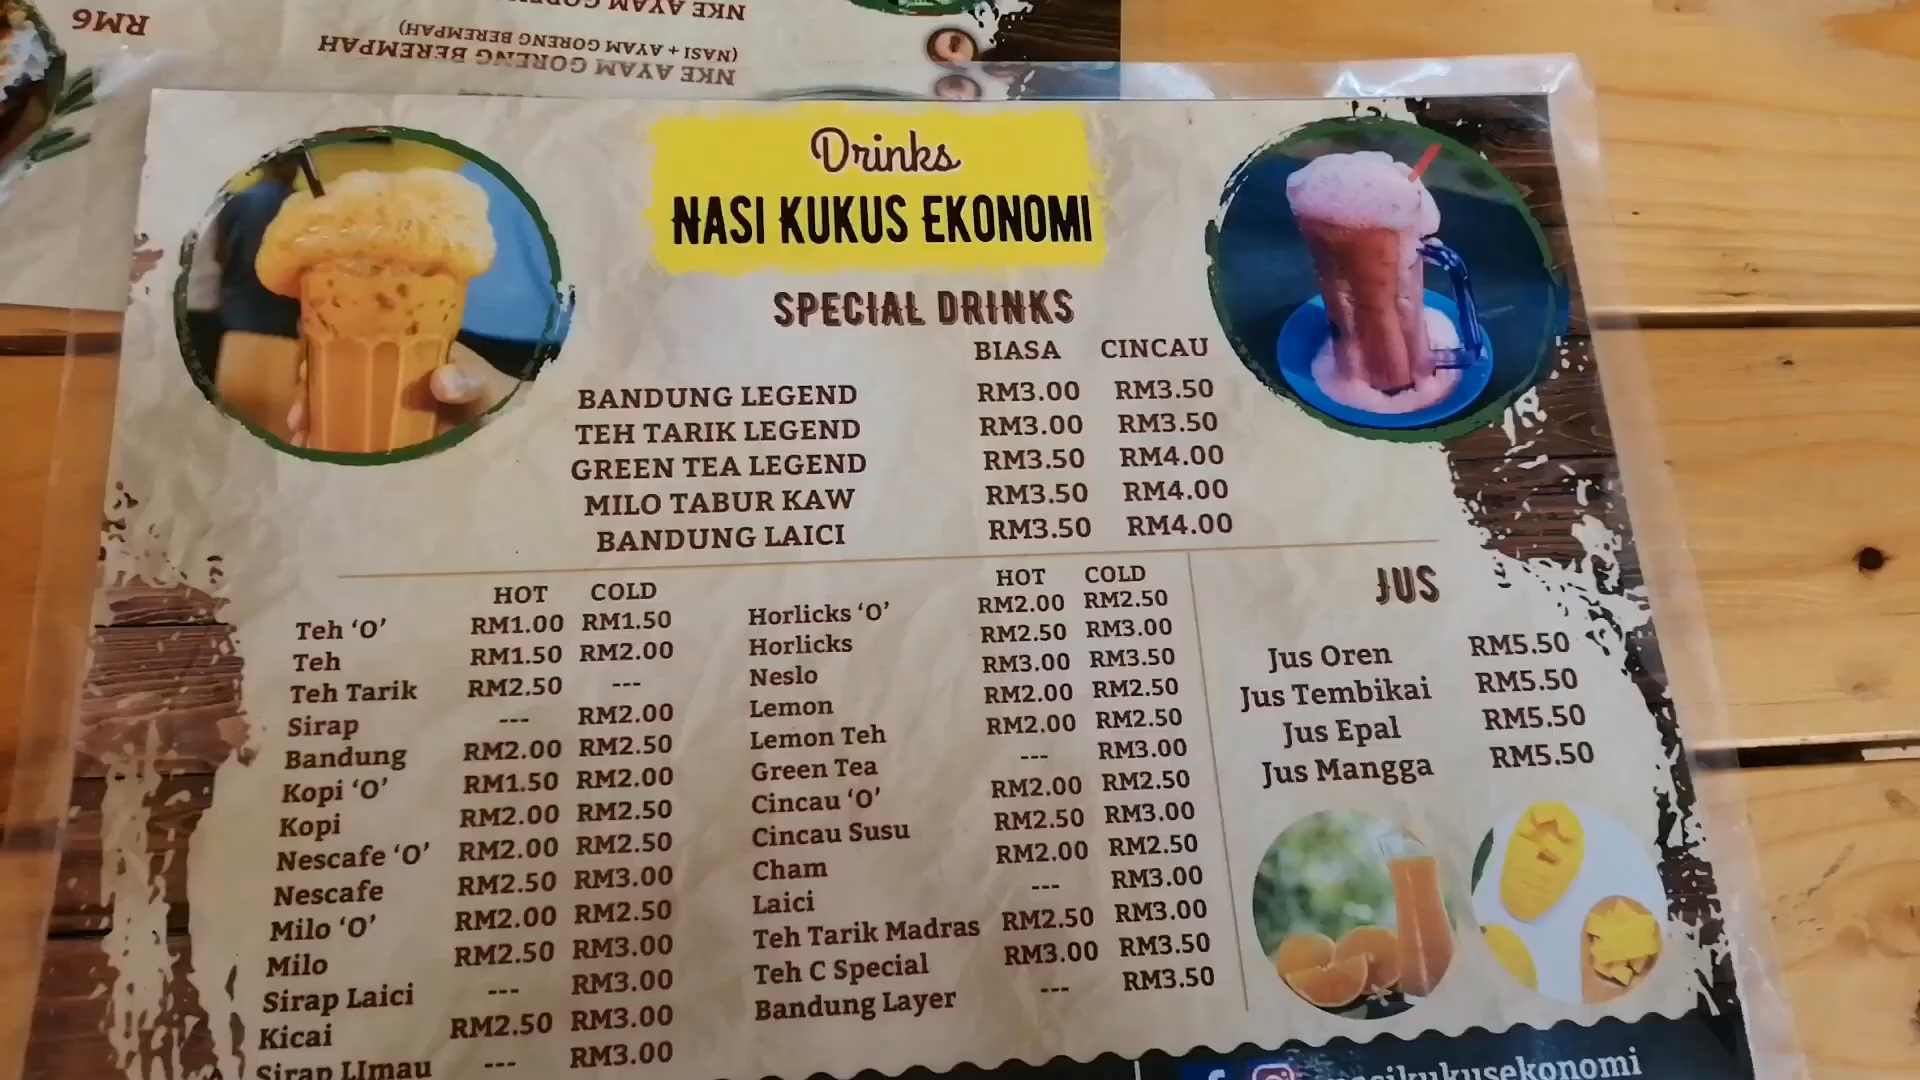 RM6
NKE AYAM
(NASI + AYAM GORENG BEREMPAH)
NKE AYAM GORENG BEREMPAH
Drinks
NASI KUKUS EKONOMI
SPECIAL DRINKS
BIASA CINCAU
BANDUNG LEGEND RM3.00 RM3.50
TEH TARIK LEGEND RM3.00 RM3.50
GREEN TEA LEGEND RM3.50 RM4.00
MILO TABUR KAW RM3.50 RM4.00
BANDUNG LAICI RM3.50 RM4.00
HOT COLD
Teh ‘O’ RM1.00 RM1.50
Teh RM1.50 RM2.00
Teh Tarik RM2.50 ---
Sirap --- RM2.00
Bandung RM2.00 RM2.50
Kopi ‘O’ RM1.50 RM2.00
Kopi RM2.00 RM2.50
Nescafe ‘O’ RM2.00 RM2.50
Nescafe RM2.50 RM3.00
Milo ‘O’ RM2.00 RM2.50
Milo RM2.50 RM3.00
Sirap Laici --- RM3.00
Kicai RM2.50 RM3.00
Sirap LImau --- RM3.00
HOT COLD
Horlicks ‘O’ RM2.00 RM2.50
Horlicks RM2.50 RM3.00
Neslo RM3.00 RM3.50
Lemon RM2.00 RM2.50
Lemon Teh RM2.00 RM2.50
Green Tea --- RM3.00
Cincau ‘O’ RM2.00 RM2.50
Cincau Susu RM2.50 RM3.00
Cham RM2.00 RM2.50
Laici --- RM3.00
Teh Tarik Madras RM2.50 RM3.00
Teh C Special RM3.00 RM3.50
Bandung Layer --- RM3.50
JUS
Jus Oren RM5.50
Jus Tembikai RM5.50
Jus Epal RM5.50
Jus Mangga RM5.50
nasikukusekonomi